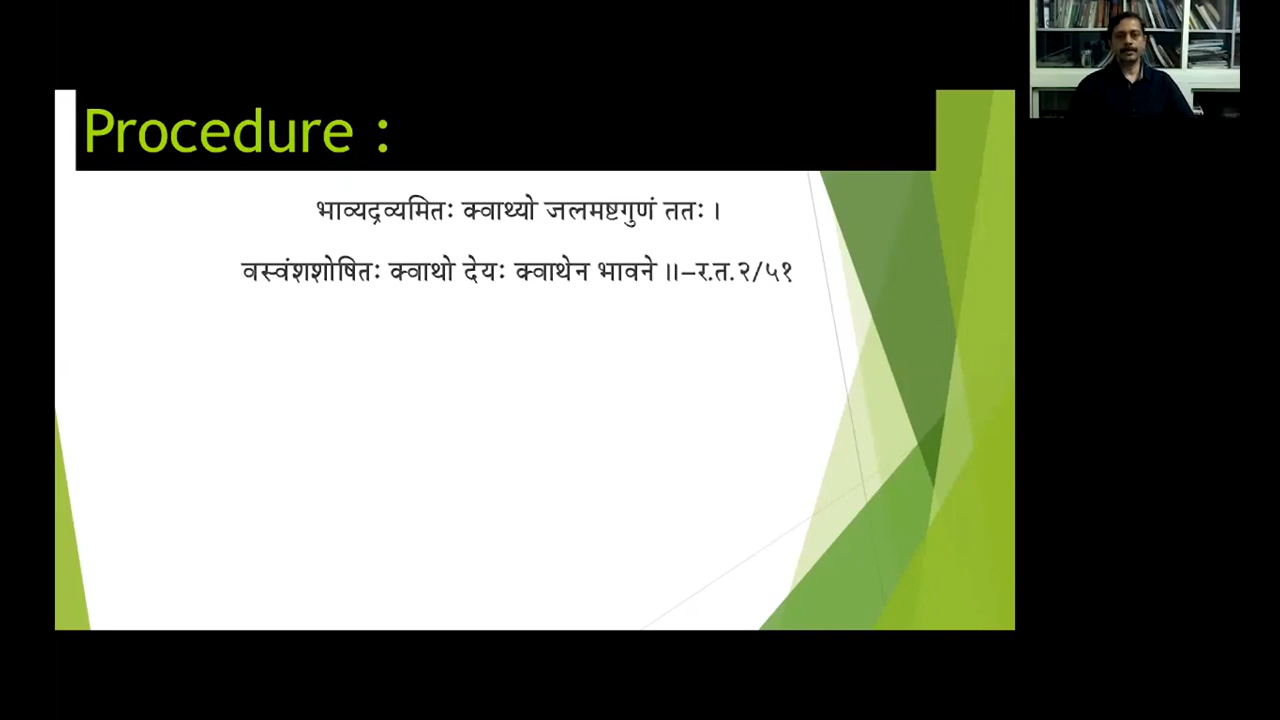 Procedure :
भाव्यद्रव्यमितः क्वाथ्यो जलमष्टगुणं ततः ।
वस्वंशशोषितः क्वाथो देयः क्वाथेन भावने ॥–र.त.२/५१